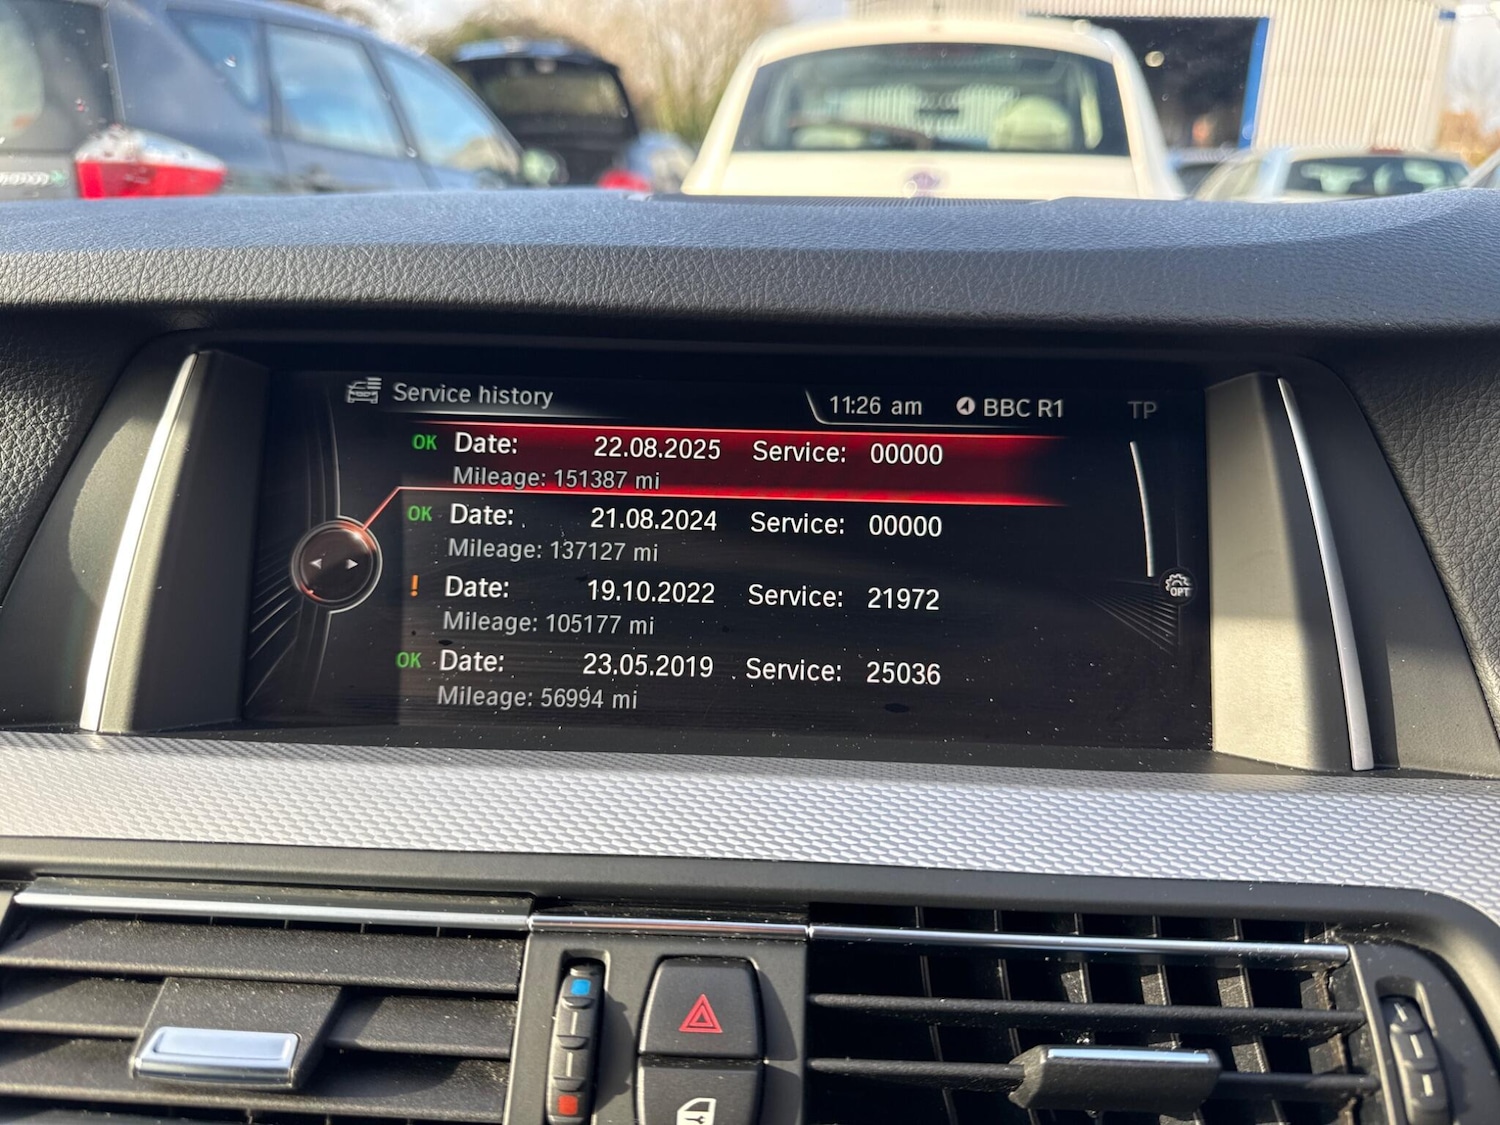 Service history 11:26 am BBC R1 TP
OK Date: 22.08.2025 Service: 00000
Mileage: 151387 mi
OK Date: 21.08.2024 Service: 00000
Mileage: 137127 mi
! Date: 19.10.2022 Service: 21972
Mileage: 105177 mi
OPT
OK Date: 23.05.2019 Service: 25036
Mileage: 56994 mi